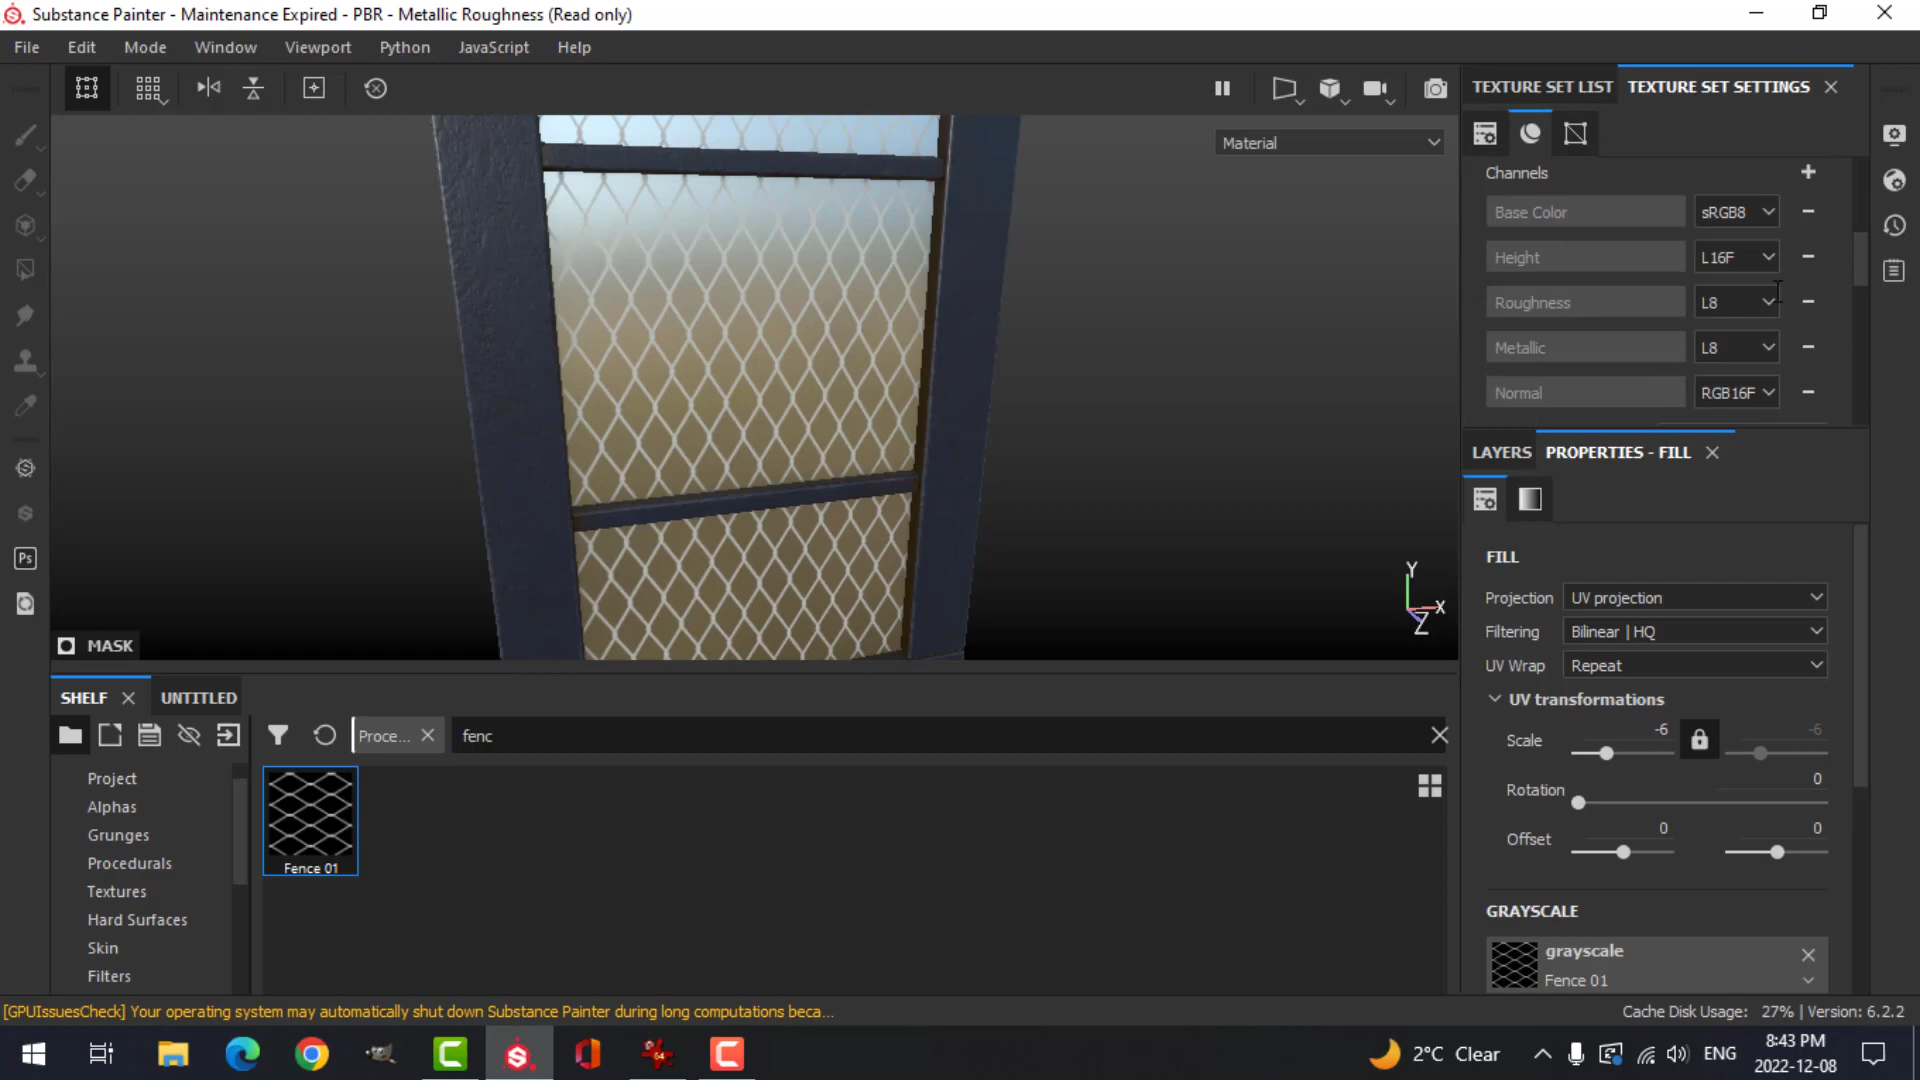 Substance Painter - Maintenance Expired - PBR - Metallic Roughness (Read only)
File Edit Mode Window Viewport Python JavaScript Help
Material
MASK
X
Y
Z
TEXTURE SET LIST TEXTURE SET SETTINGS
Channels
Base Color sRGB8
Height L16F
Roughness L8
Metallic L8
Normal RGB16F
LAYERS PROPERTIES - FILL
FILL
Projection UV projection
Filtering Bilinear | HQ
UV Wrap Repeat
UV transformations
Scale -6 -6
Rotation 0
Offset 0 0
GRAYSCALE
grayscale
Fence 01
SHELF UNTITLED
Proce... fenc
Project
Alphas
Grunges
Procedurals
Textures
Hard Surfaces
Skin
Filters
Fence 01
[GPUIssuesCheck] Your operating system may automatically shut down Substance Painter during long computations beca...
Cache Disk Usage: 27% | Version: 6.2.2
Ps
64
2°C Clear
ENG
8:43 PM
2022-12-08